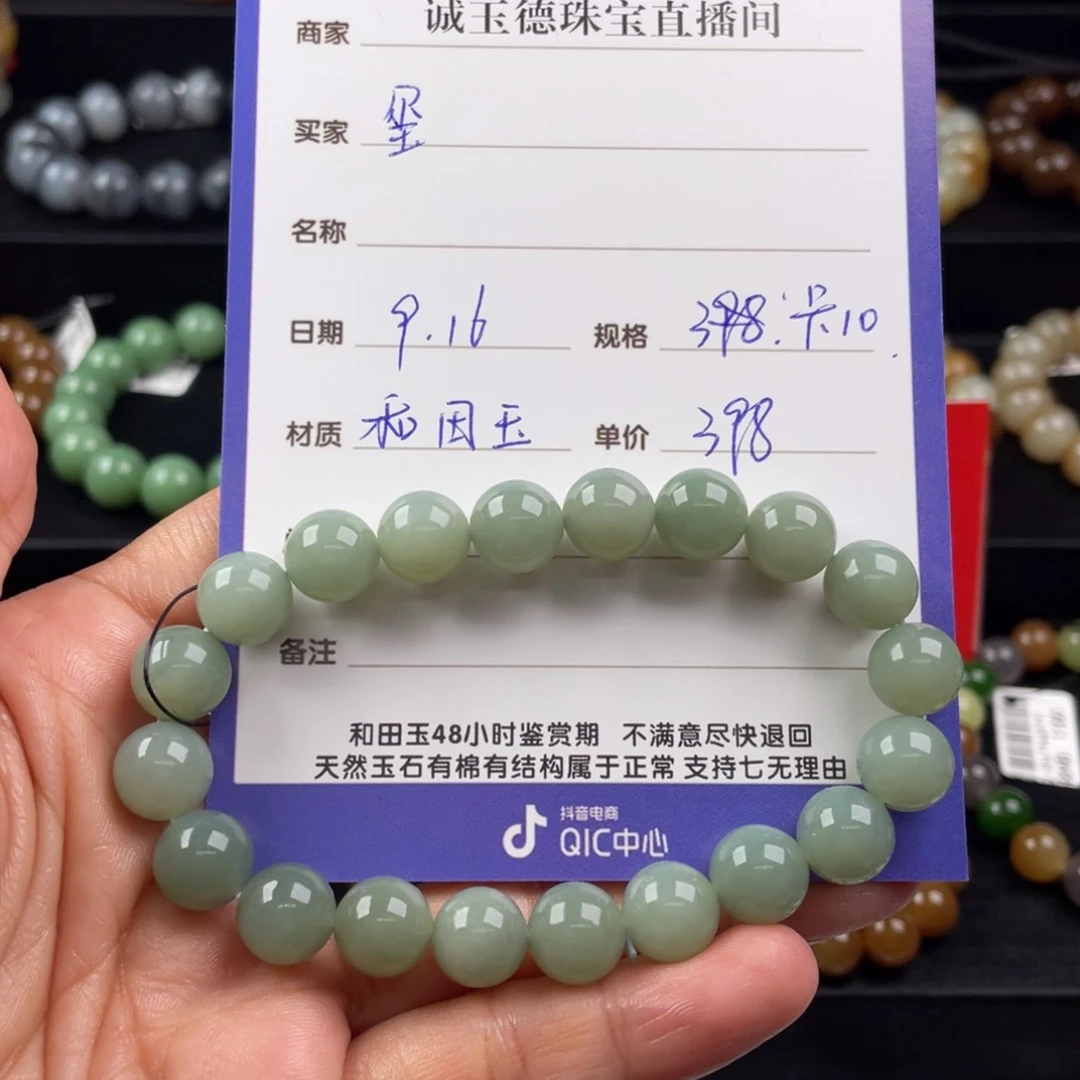 商家 诚玉德珠宝直播间
买家
名称
日期 9.16 规格 398.卡10
材质 和田玉 单价 398
备注
和田玉48小时鉴赏期 不满意尽快退回
天然玉石有棉有结构属于正常 支持七无理由
抖音电商
QIC中心